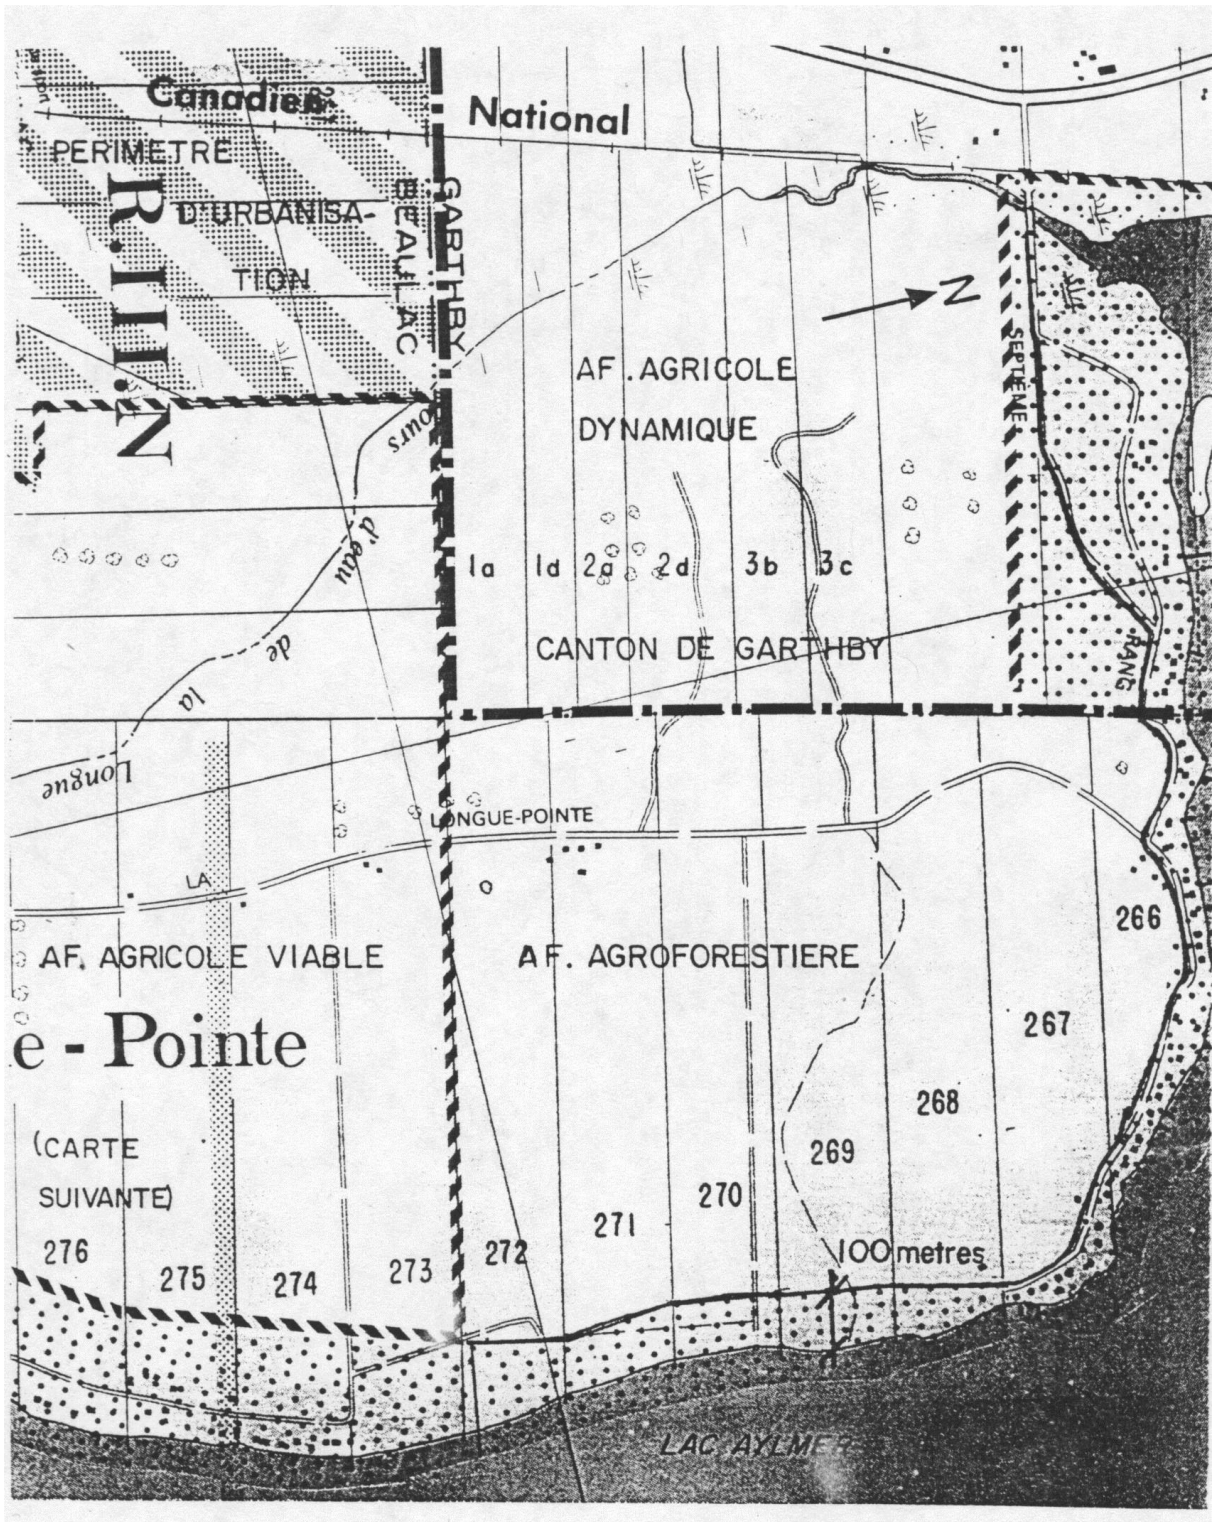 Canadien
National
PERIMETRE
D'URBANISA-
TION
R.III.N
BEAULAC
GARTHBY
N
SEPTIEME
AF. AGRICOLE
DYNAMIQUE
1a 1d 2a 2d 3b 3c
CANTON DE GARTHBY
RANG
Cours
d'eau
de
la
Longue
LONGUE-POINTE
LA
266
AF. AGRICOLE VIABLE
AF. AGROFORESTIERE
e - Pointe
267
268
(CARTE
SUIVANTE)
269
270
271
272
273
274
275
276
100 metres
LAC AYLMER